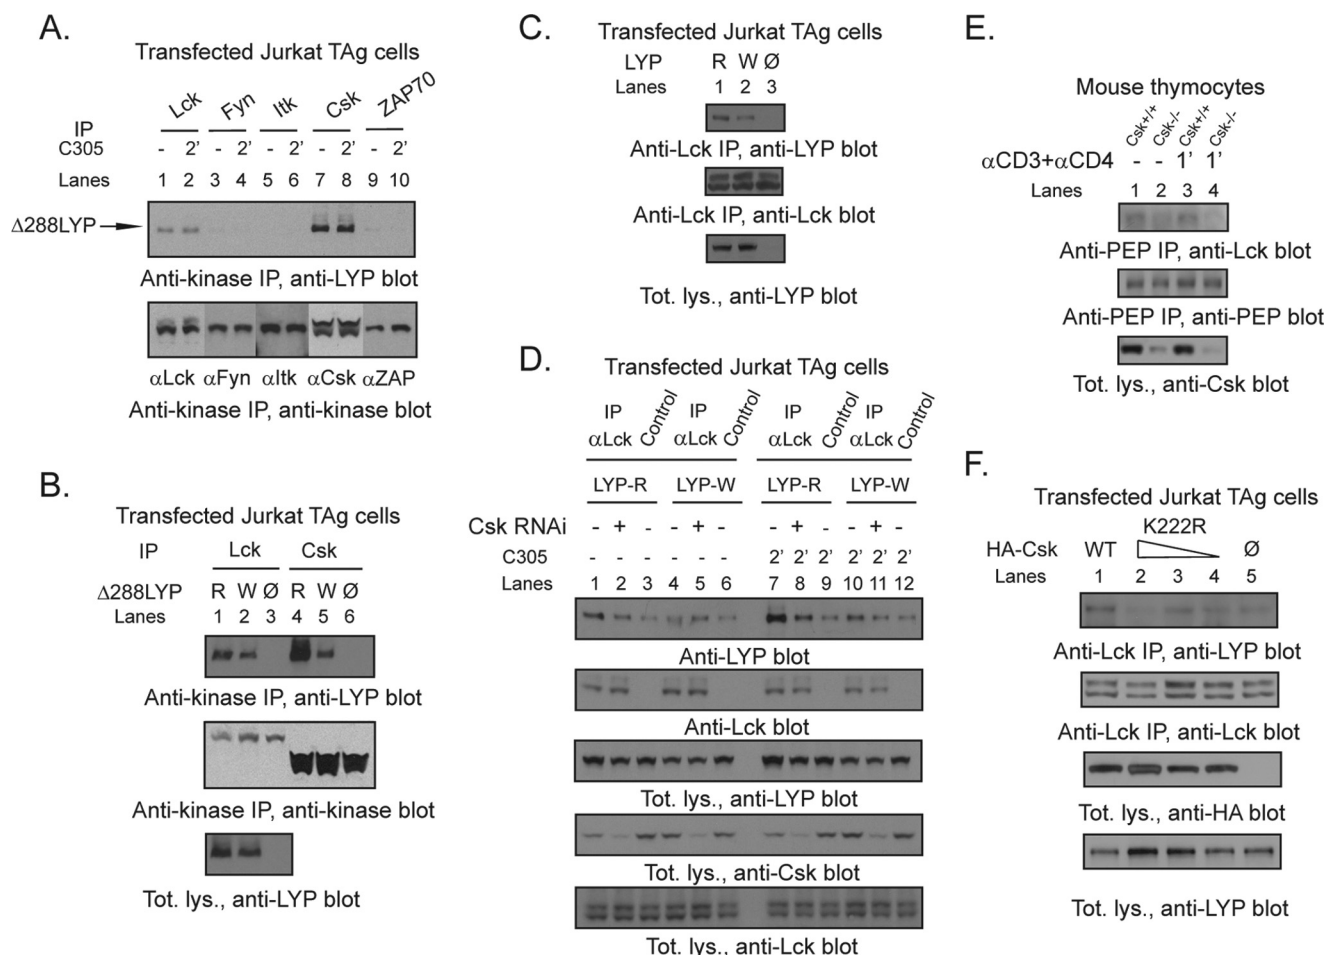 A.
Transfected Jurkat TAg cells
IP Lck Fyn Itk Csk ZAP70
C305 - 2' - 2' - 2' - 2' - 2'
Lanes 1 2 3 4 5 6 7 8 9 10
Δ288LYP
Anti-kinase IP, anti-LYP blot
αLck αFyn αItk αCsk αZAP
Anti-kinase IP, anti-kinase blot
B.
Transfected Jurkat TAg cells
IP Lck Csk
Δ288LYP R W Ø R W Ø
Lanes 1 2 3 4 5 6
Anti-kinase IP, anti-LYP blot
Anti-kinase IP, anti-kinase blot
Tot. lys., anti-LYP blot
C.
Transfected Jurkat TAg cells
LYP R W Ø
Lanes 1 2 3
Anti-Lck IP, anti-LYP blot
Anti-Lck IP, anti-Lck blot
Tot. lys., anti-LYP blot
D.
Transfected Jurkat TAg cells
IP IP IP IP
αLck Control αLck Control αLck Control αLck Control
LYP-R LYP-W LYP-R LYP-W
Csk RNAi - + - - + - - + - - + -
C305 - - - - - - 2' 2' 2' 2' 2' 2'
Lanes 1 2 3 4 5 6 7 8 9 10 11 12
Anti-LYP blot
Anti-Lck blot
Tot. lys., anti-LYP blot
Tot. lys., anti-Csk blot
Tot. lys., anti-Lck blot
E.
Mouse thymocytes
Csk+/+ Csk-/- Csk+/+ Csk-/-
αCD3+αCD4 - - 1' 1'
Lanes 1 2 3 4
Anti-PEP IP, anti-Lck blot
Anti-PEP IP, anti-PEP blot
Tot. lys., anti-Csk blot
F.
Transfected Jurkat TAg cells
K222R
HA-Csk WT Ø
Lanes 1 2 3 4 5
Anti-Lck IP, anti-LYP blot
Anti-Lck IP, anti-Lck blot
Tot. lys., anti-HA blot
Tot. lys., anti-LYP blot